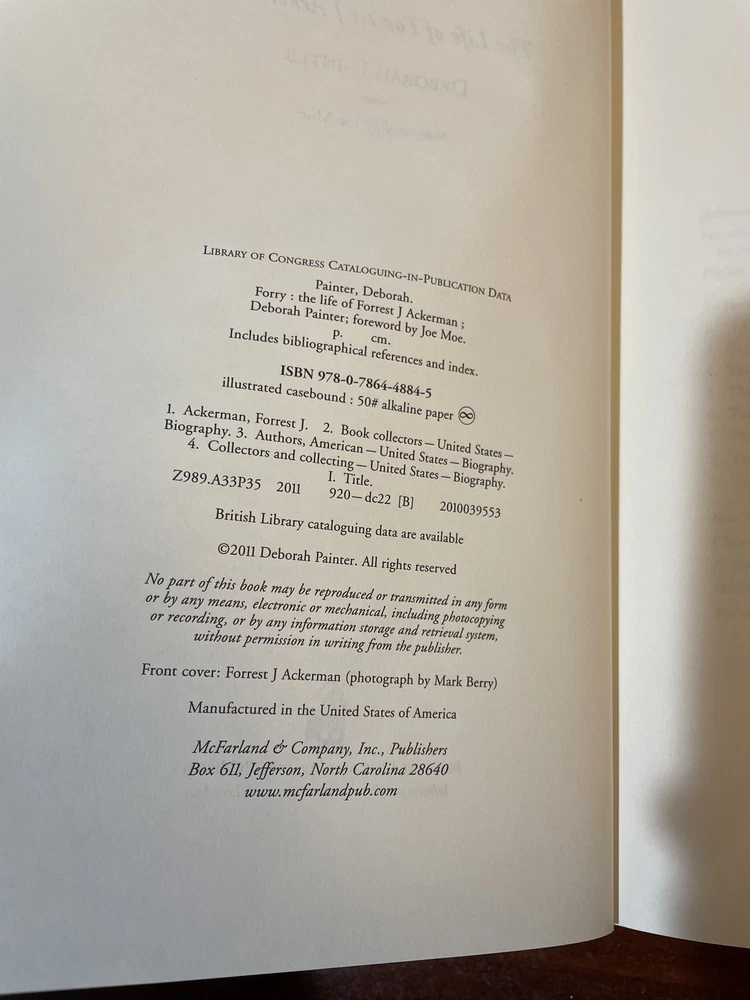 LIBRARY OF CONGRESS CATALOGUING-IN-PUBLICATION DATA
Painter, Deborah.
Forry : the life of Forrest J Ackerman ;
Deborah Painter; foreword by Joe Moe.
p. cm.
Includes bibliographical references and index.
ISBN 978-0-7864-4884-5
illustrated casebound : 50# alkaline paper ♾
1. Ackerman, Forrest J. 2. Book collectors — United States —
Biography. 3. Authors, American — United States — Biography.
4. Collectors and collecting — United States — Biography.
I. Title.
Z989.A33P35 2011 920—dc22 [B] 2010039553
British Library cataloguing data are available
©2011 Deborah Painter. All rights reserved
No part of this book may be reproduced or transmitted in any form
or by any means, electronic or mechanical, including photocopying
or recording, or by any information storage and retrieval system,
without permission in writing from the publisher.
Front cover: Forrest J Ackerman (photograph by Mark Berry)
Manufactured in the United States of America
McFarland & Company, Inc., Publishers
Box 611, Jefferson, North Carolina 28640
www.mcfarlandpub.com